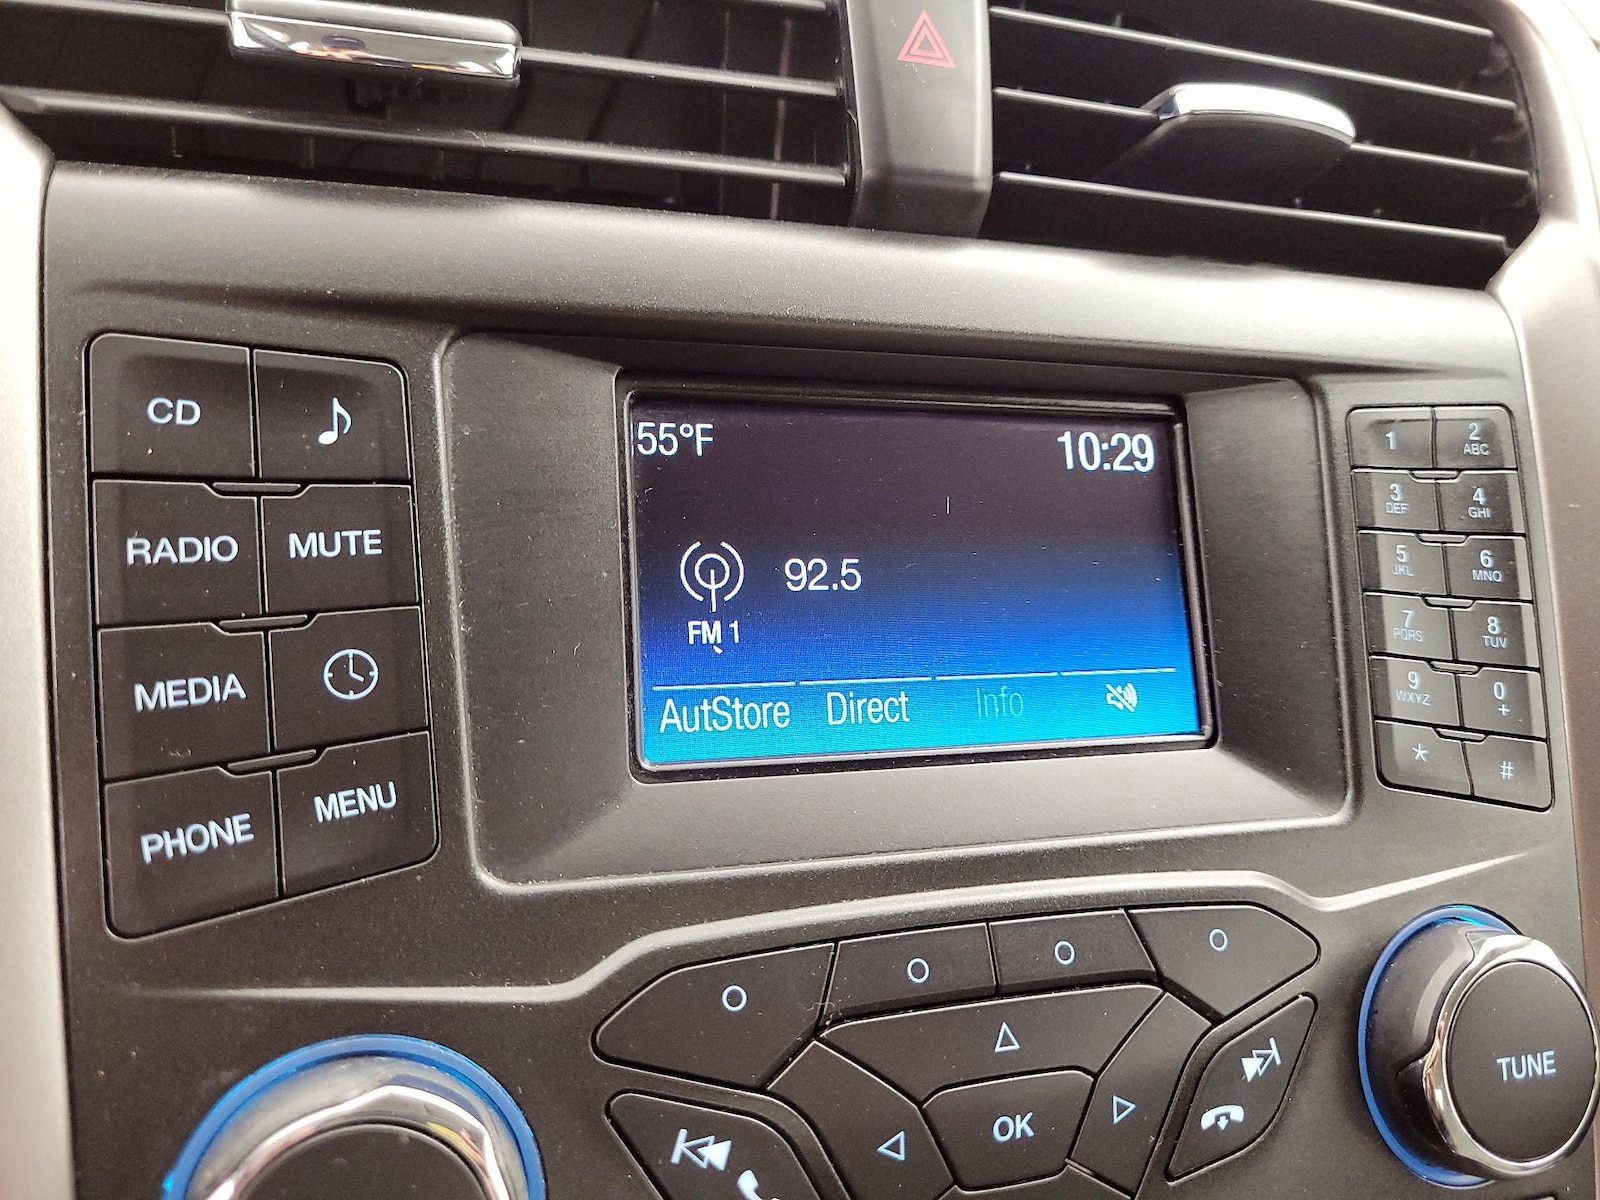 CD
RADIO MUTE
MEDIA
PHONE MENU
55°F 10:29
92.5
FM 1
AutStore Direct Info
1 2 ABC
3 DEF 4 GHI
5 JKL 6 MNO
7 PQRS 8 TUV
9 WXYZ 0 +
* #
OK
TUNE